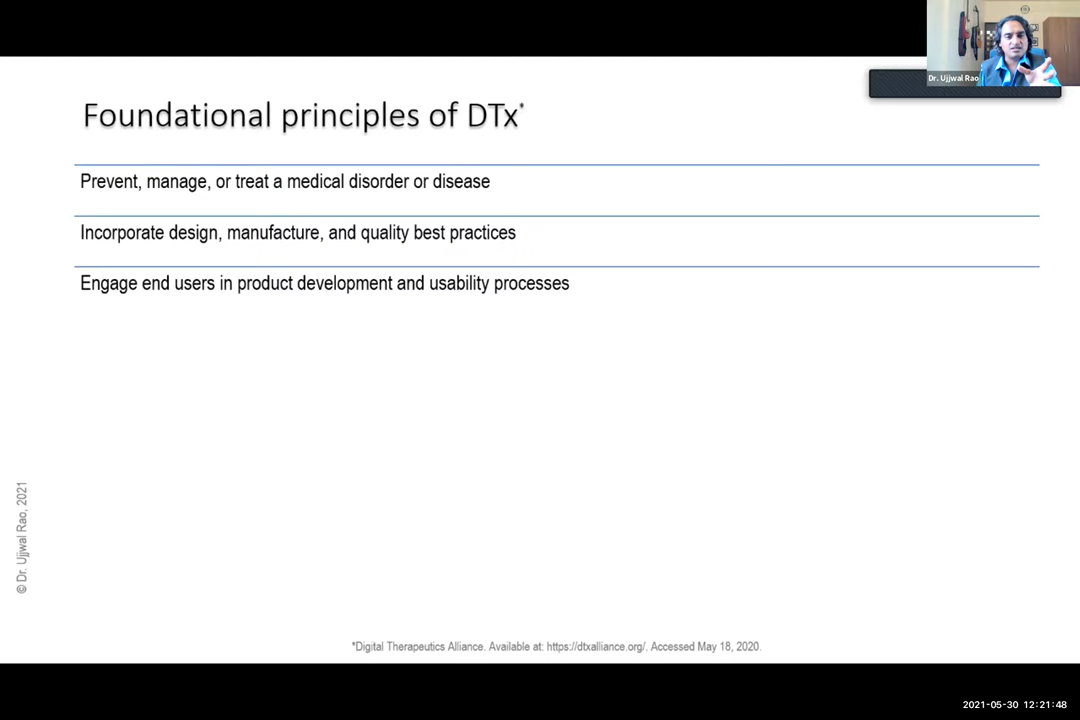 Dr. Ujjwal Rao
Foundational principles of DTx*
Prevent, manage, or treat a medical disorder or disease
Incorporate design, manufacture, and quality best practices
Engage end users in product development and usability processes
© Dr. Ujjwal Rao, 2021
*Digital Therapeutics Alliance. Available at: https://dtxalliance.org/. Accessed May 18, 2020.
2021-05-30 12:21:48